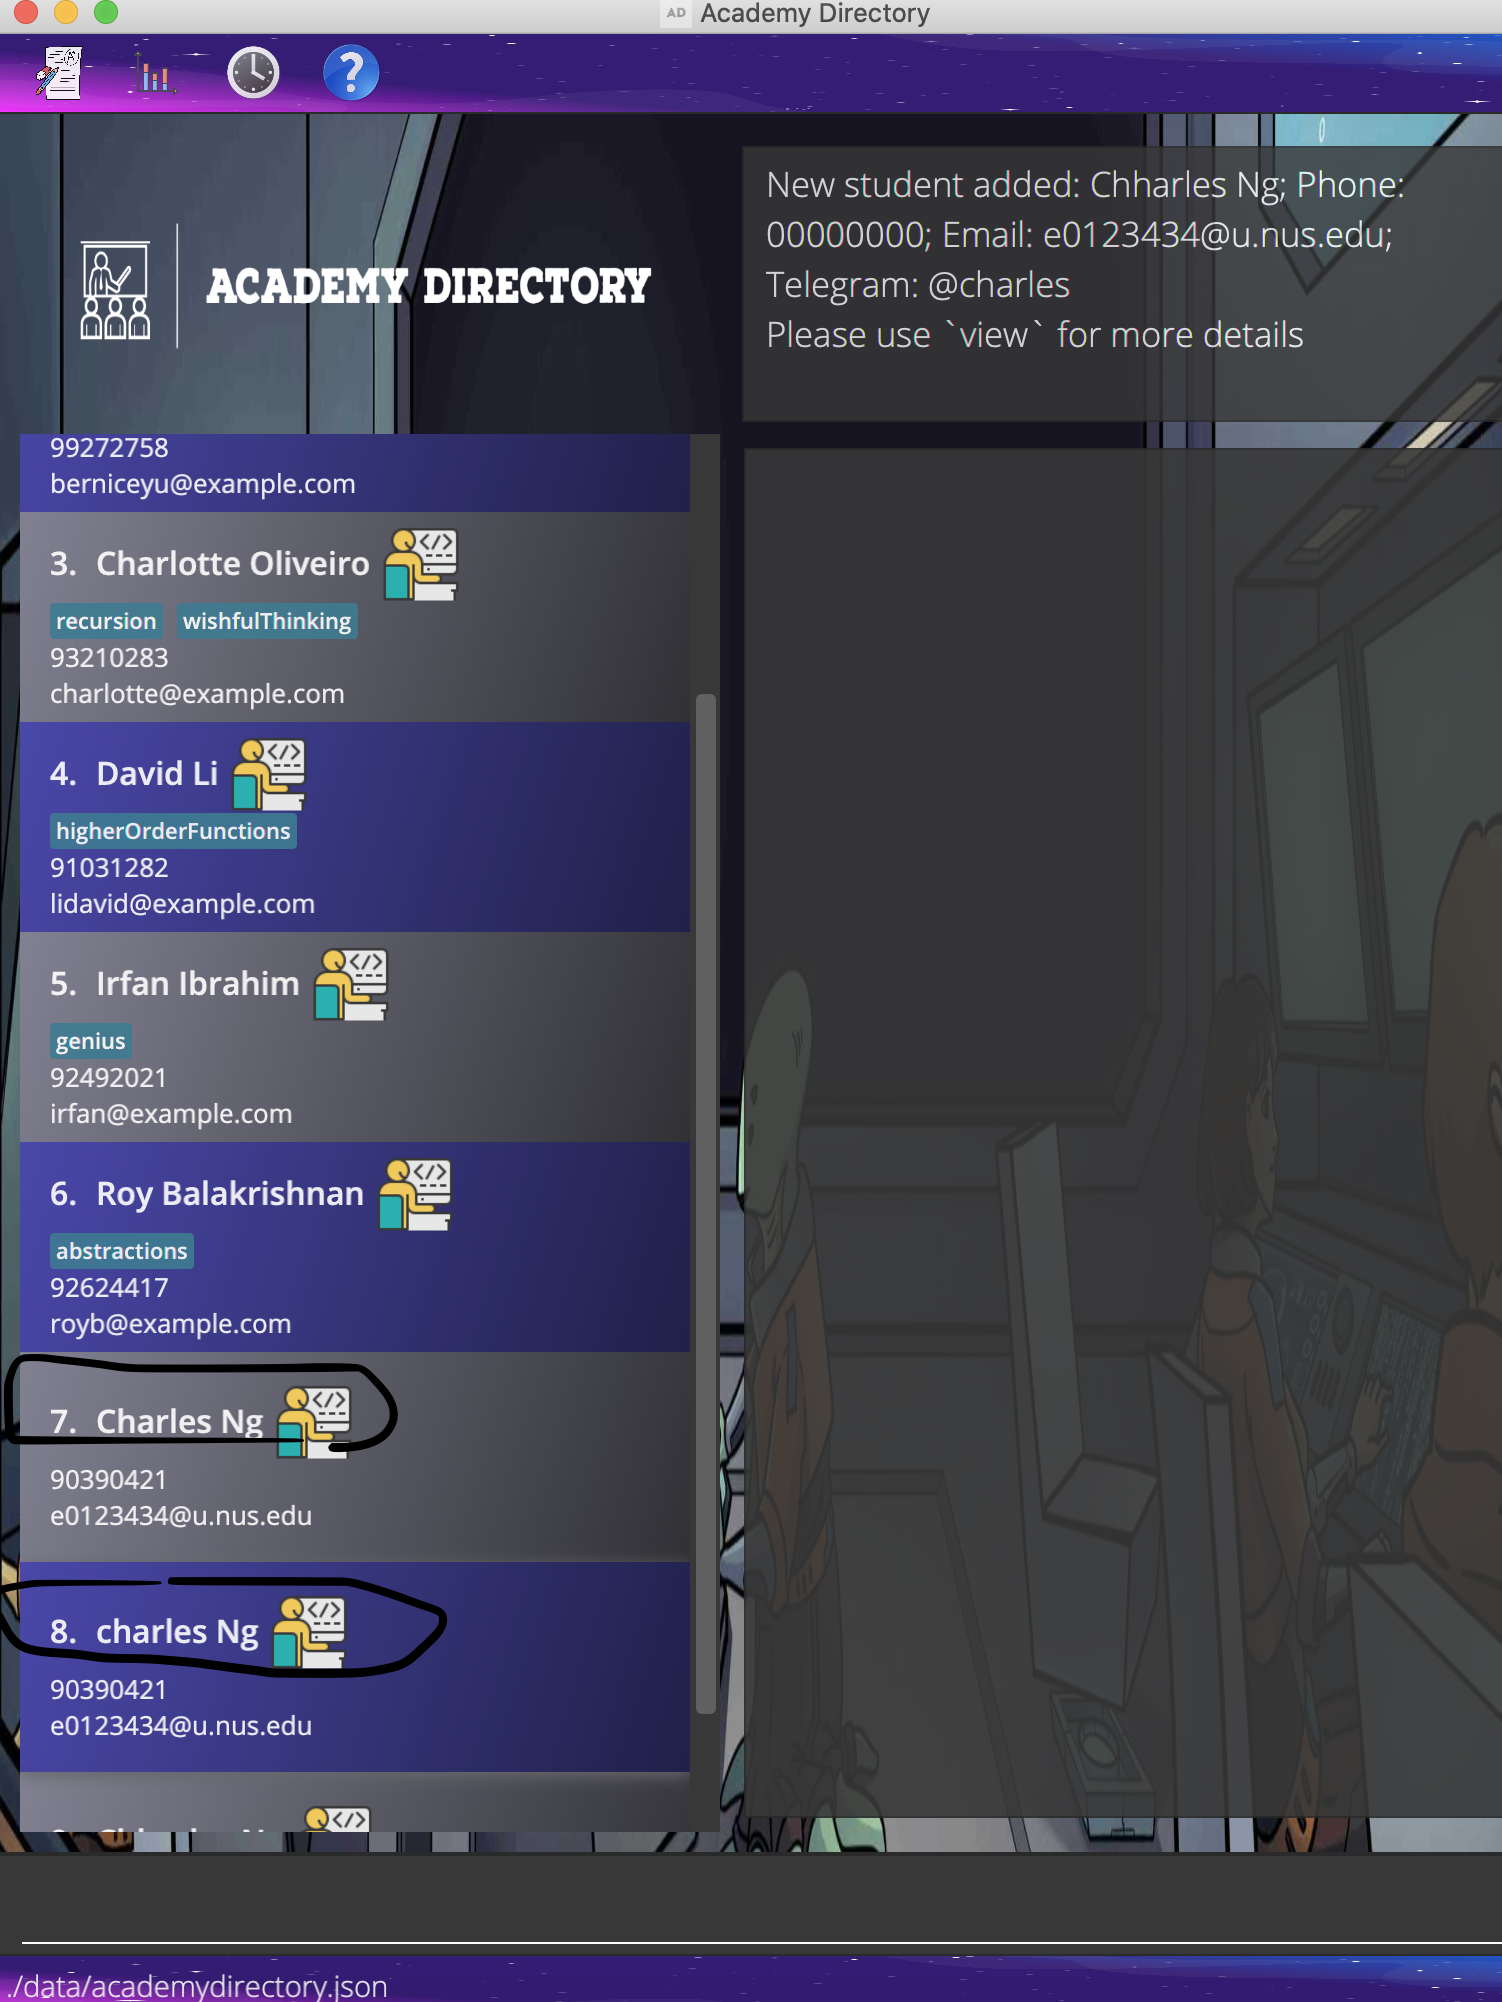 AD Academy Directory
ACADEMY DIRECTORY
New student added: Chharles Ng; Phone:
00000000; Email: e0123434@u.nus.edu;
Telegram: @charles
Please use `view` for more details
99272758
berniceyu@example.com
3. Charlotte Oliveiro
recursion wishfulThinking
93210283
charlotte@example.com
4. David Li
higherOrderFunctions
91031282
lidavid@example.com
5. Irfan Ibrahim
genius
92492021
irfan@example.com
6. Roy Balakrishnan
abstractions
92624417
royb@example.com
7. Charles Ng
90390421
e0123434@u.nus.edu
8. charles Ng
90390421
e0123434@u.nus.edu
./data/academydirectory.json